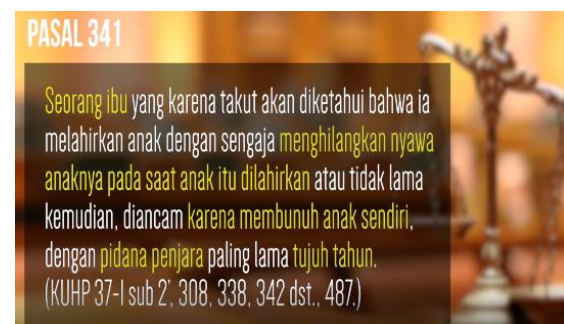 PASAL 341
Seorang ibu yang karena takut akan diketahui bahwa ia
melahirkan anak dengan sengaja menghilangkan nyawa
anaknya pada saat anak itu dilahirkan atau tidak lama
kemudian, diancam karena membunuh anak sendiri,
dengan pidana penjara paling lama tujuh tahun.
(KUHP 37-I sub 2°, 308, 338, 342 dst., 487.)